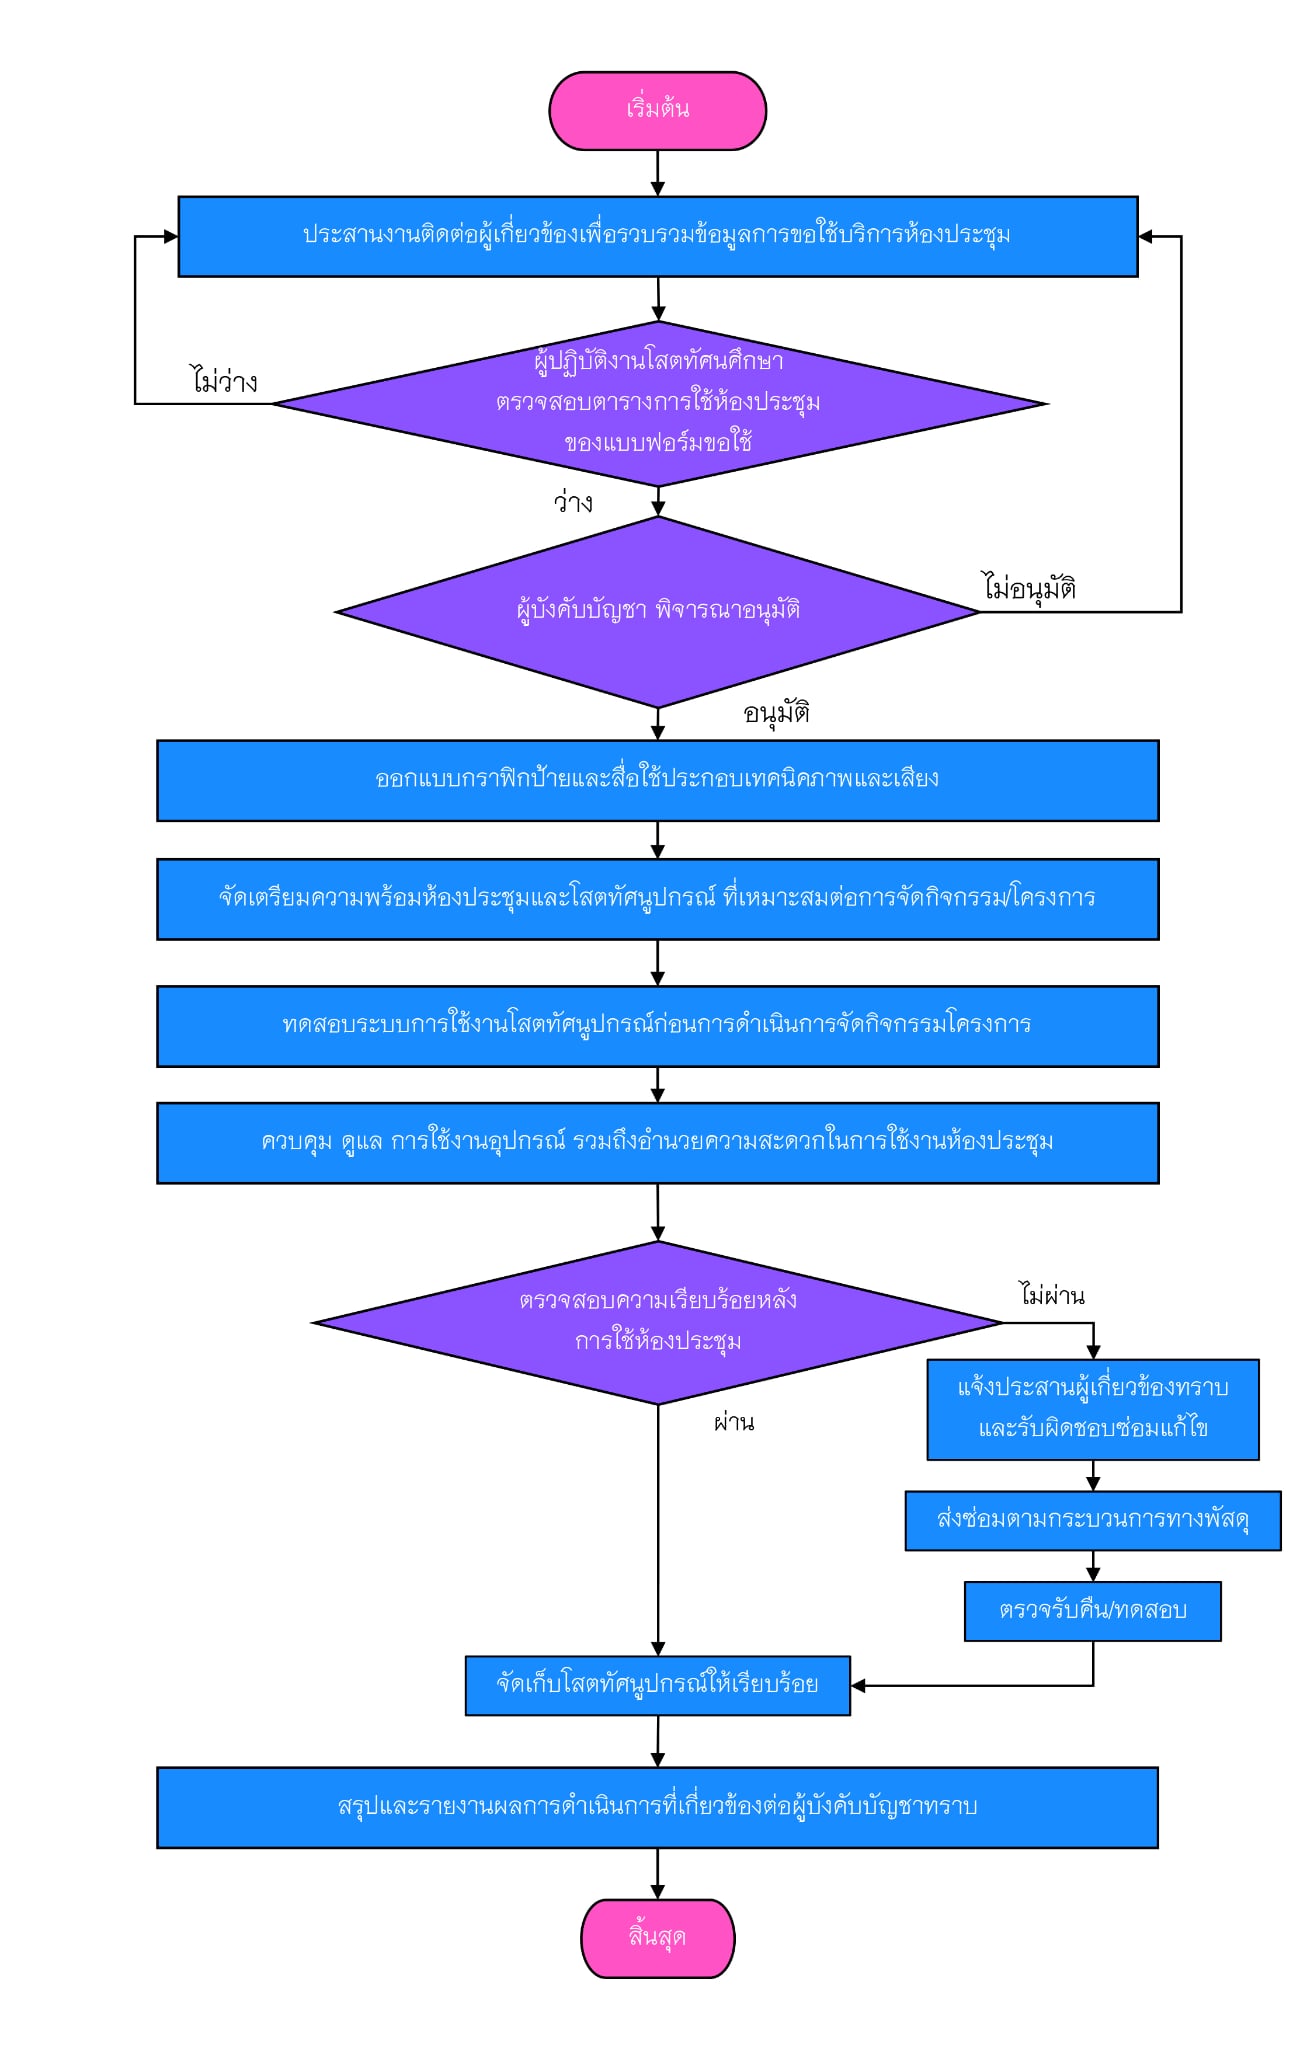 เริ่มต้น
ประสานงานติดต่อผู้เกี่ยวข้องเพื่อรวบรวมข้อมูลการขอใช้บริการห้องประชุม
ผู้ปฏิบัติงานโสตทัศนศึกษา
ตรวจสอบตารางการใช้ห้องประชุม
ของแบบฟอร์มขอใช้
ไม่ว่าง
ว่าง
ผู้บังคับบัญชา พิจารณาอนุมัติ
ไม่อนุมัติ
อนุมัติ
ออกแบบกราฟิกป้ายและสื่อใช้ประกอบเทคนิคภาพและเสียง
จัดเตรียมความพร้อมห้องประชุมและโสตทัศนูปกรณ์ ที่เหมาะสมต่อการจัดกิจกรรม/โครงการ
ทดสอบระบบการใช้งานโสตทัศนูปกรณ์ก่อนการดำเนินการจัดกิจกรรมโครงการ
ควบคุม ดูแล การใช้งานอุปกรณ์ รวมถึงอำนวยความสะดวกในการใช้งานห้องประชุม
ตรวจสอบความเรียบร้อยหลัง
การใช้ห้องประชุม
ไม่ผ่าน
แจ้งประสานผู้เกี่ยวข้องทราบ
และรับผิดชอบซ่อมแก้ไข
ผ่าน
ส่งซ่อมตามกระบวนการทางพัสดุ
ตรวจรับคืน/ทดสอบ
จัดเก็บโสตทัศนูปกรณ์ให้เรียบร้อย
สรุปและรายงานผลการดำเนินการที่เกี่ยวข้องต่อผู้บังคับบัญชาทราบ
สิ้นสุด